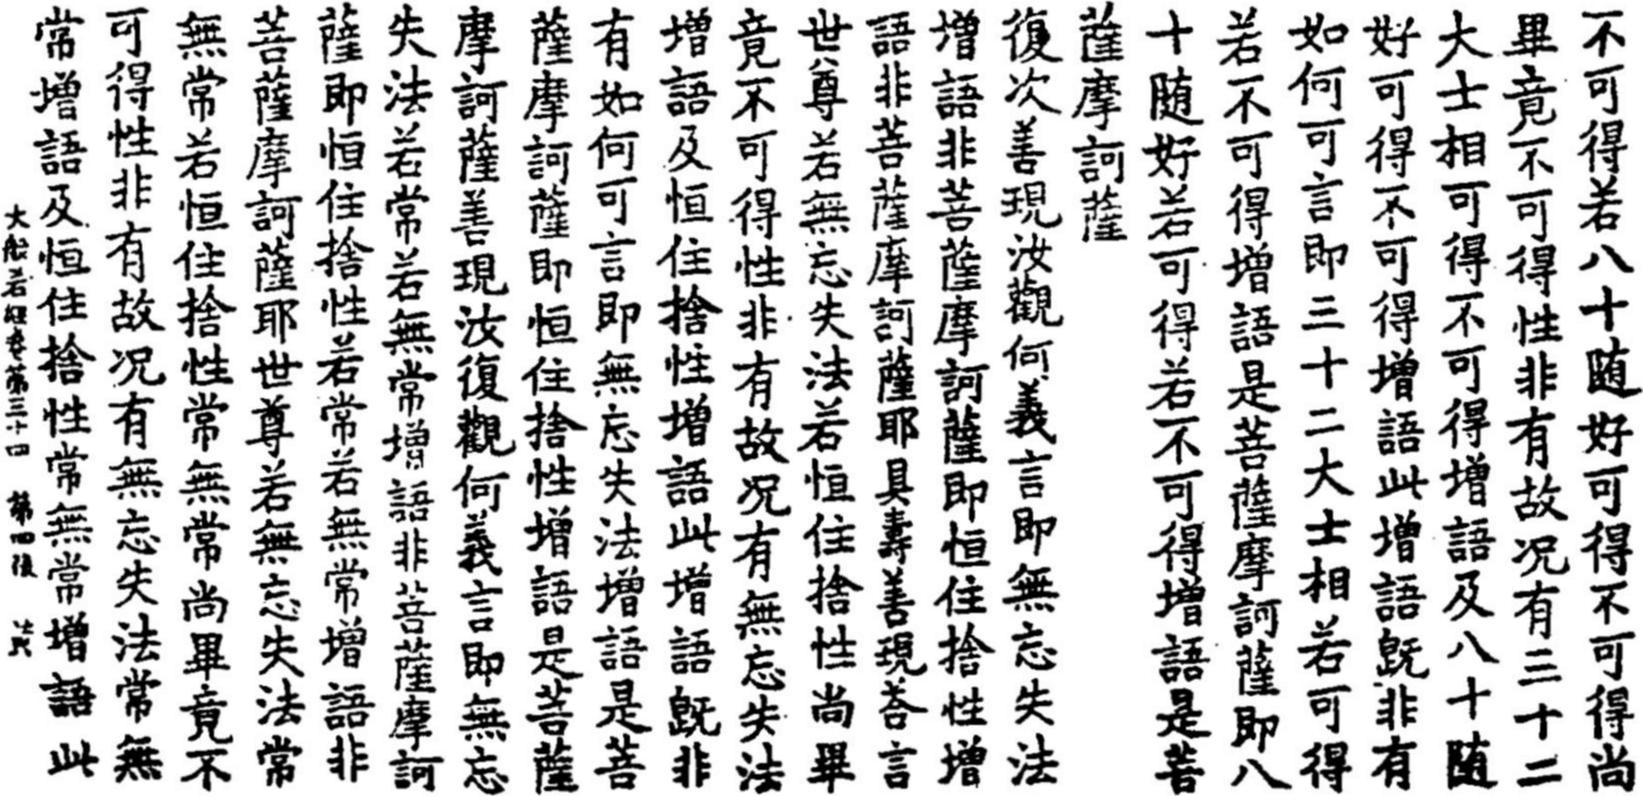 不可得若八十随好可得不可得尚
畢竟不可得性非有故况有三十二
大士相可得不可得增語及八十随
好可得不可得增語此增語既非有
如何可言即三十二大士相若可得
若不可得增語是菩薩摩訶薩即八
十随好若可得若不可得增語是菩
薩摩訶薩
復次善現汝觀何義言即無忘失法
增語非菩薩摩訶薩即恒住捨性增
語非菩薩摩訶薩耶具壽善現荅言
世尊若無忘失法若恒住捨性尚畢
竟不可得性非有故况有無忘失法
增語及恒住捨性增語此增語既非
有如何可言即無忘失法增語是菩
薩摩訶薩即恒住捨性增語是菩薩
摩訶薩善現汝復觀何義言即無忘
失法若常若無常增語非菩薩摩訶
薩即恒住捨性若常若無常增語非
菩薩摩訶薩耶世尊若無忘失法常
無常若恒住捨性常無常尚畢竟不
可得性非有故况有無忘失法常無
常增語及恒住捨性常無常增語此
大般若經卷第三十四 第四張